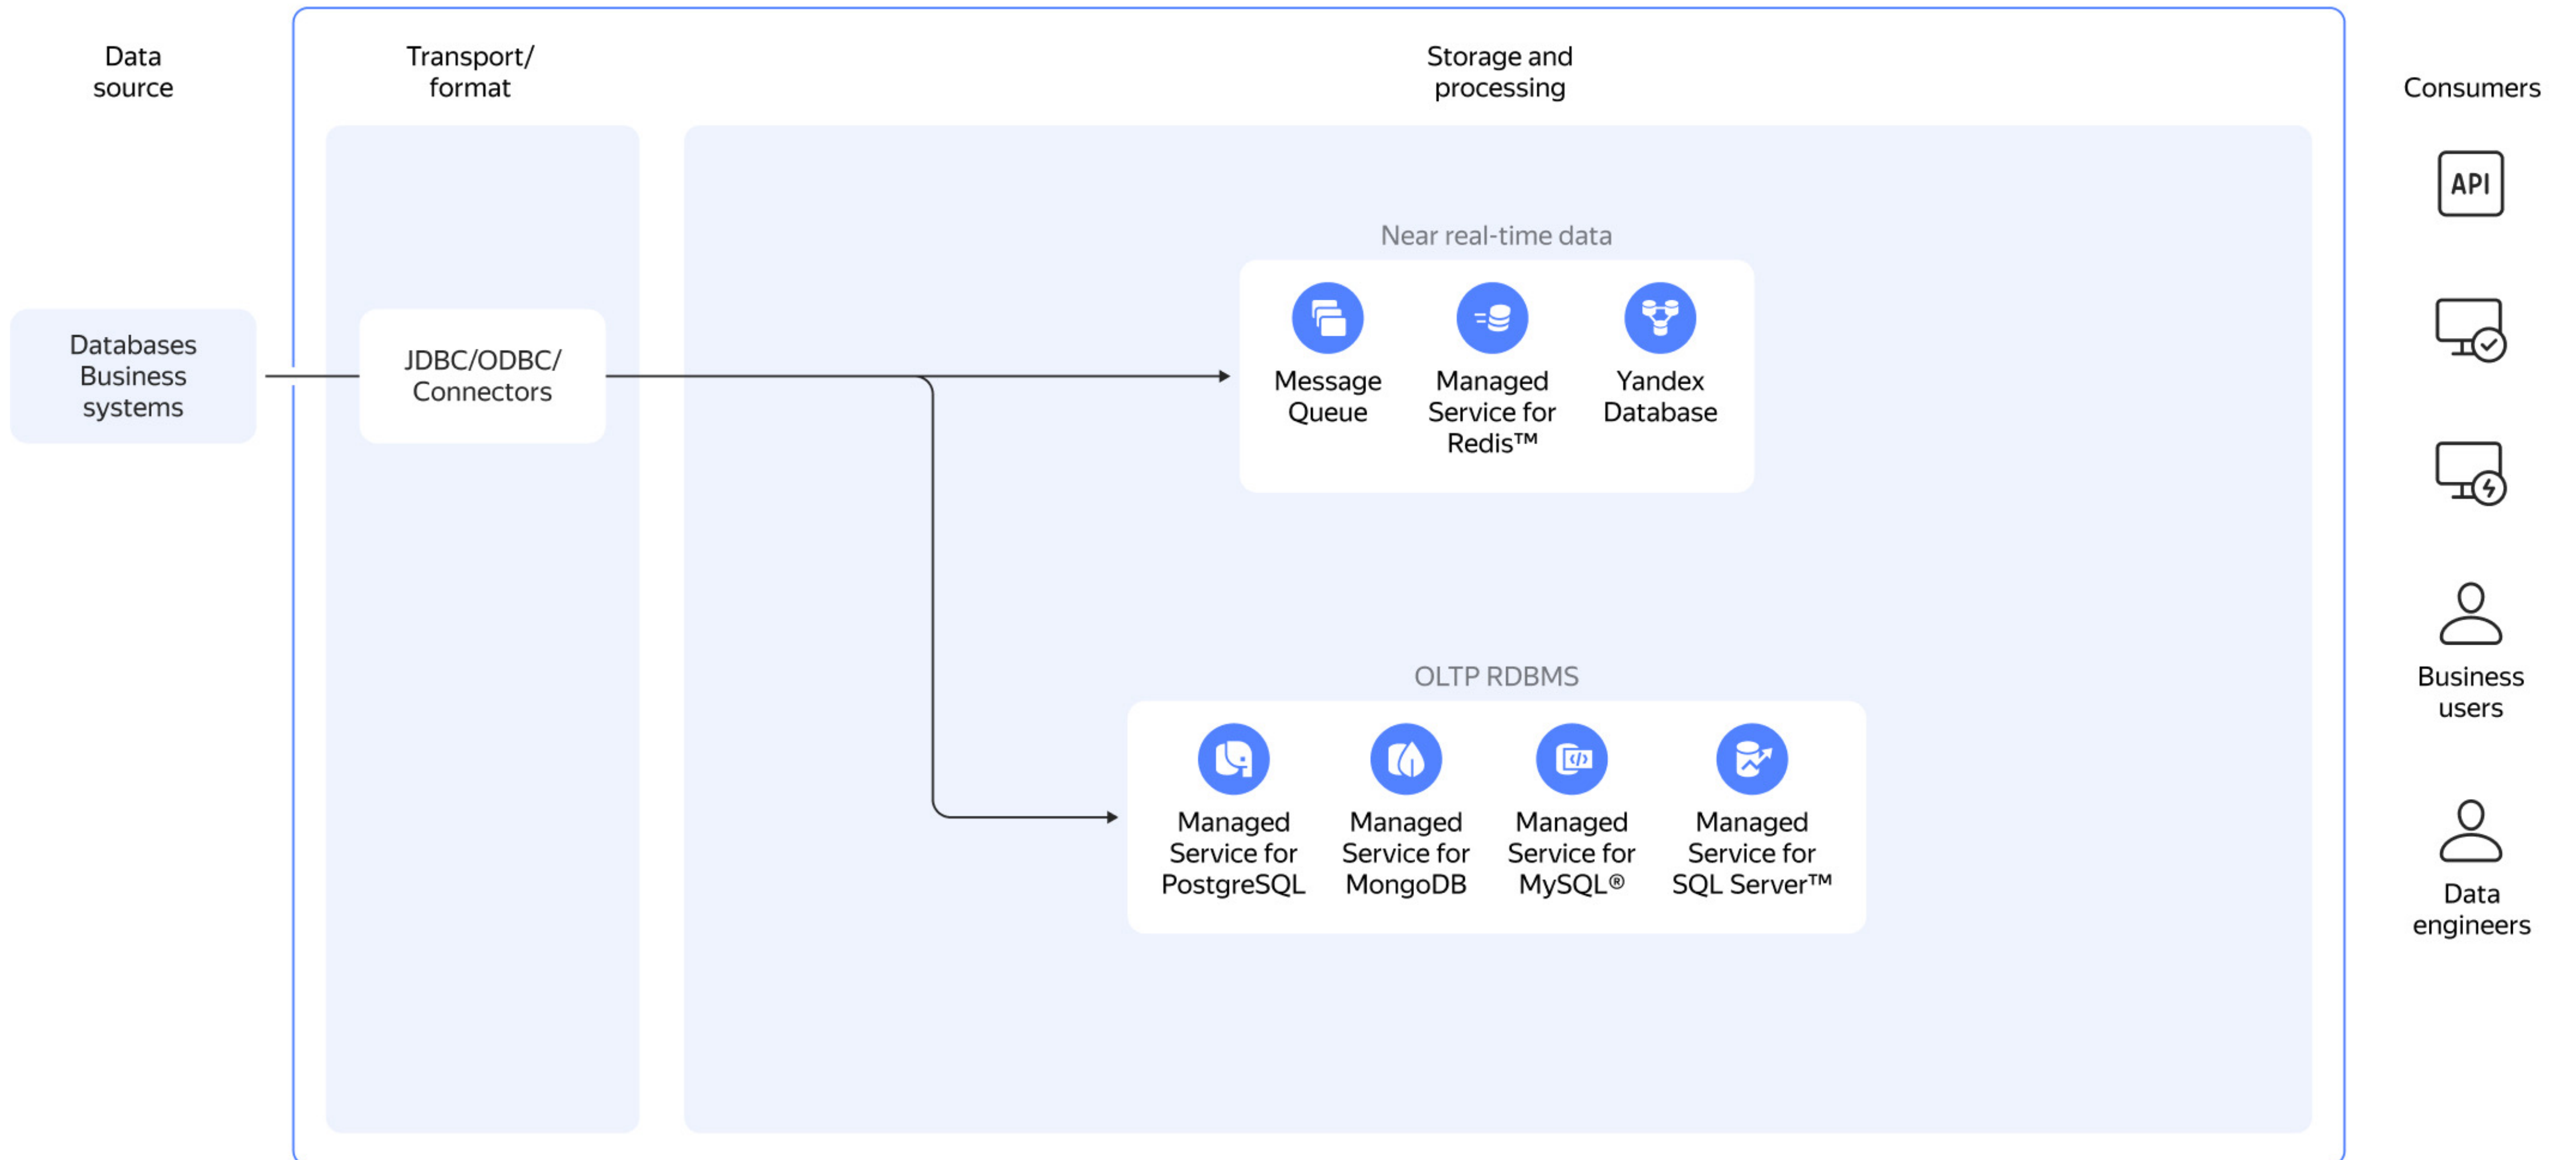 Data
source
Transport/
format
Storage and
processing
Consumers
API
Near real-time data
Databases
Business
systems
JDBC/ODBC/
Connectors
Message
Queue
Managed
Service for
Redis™
Yandex
Database
OLTP RDBMS
Managed
Service for
PostgreSQL
Managed
Service for
MongoDB
</>
Managed
Service for
MySQL®
Managed
Service for
SQL Server™
Business
users
Data
engineers